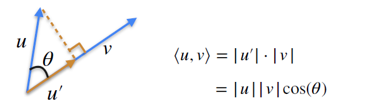 u
θ
v
u′
⟨u, v⟩ = |u′| · |v|
= |u||v|cos(θ)